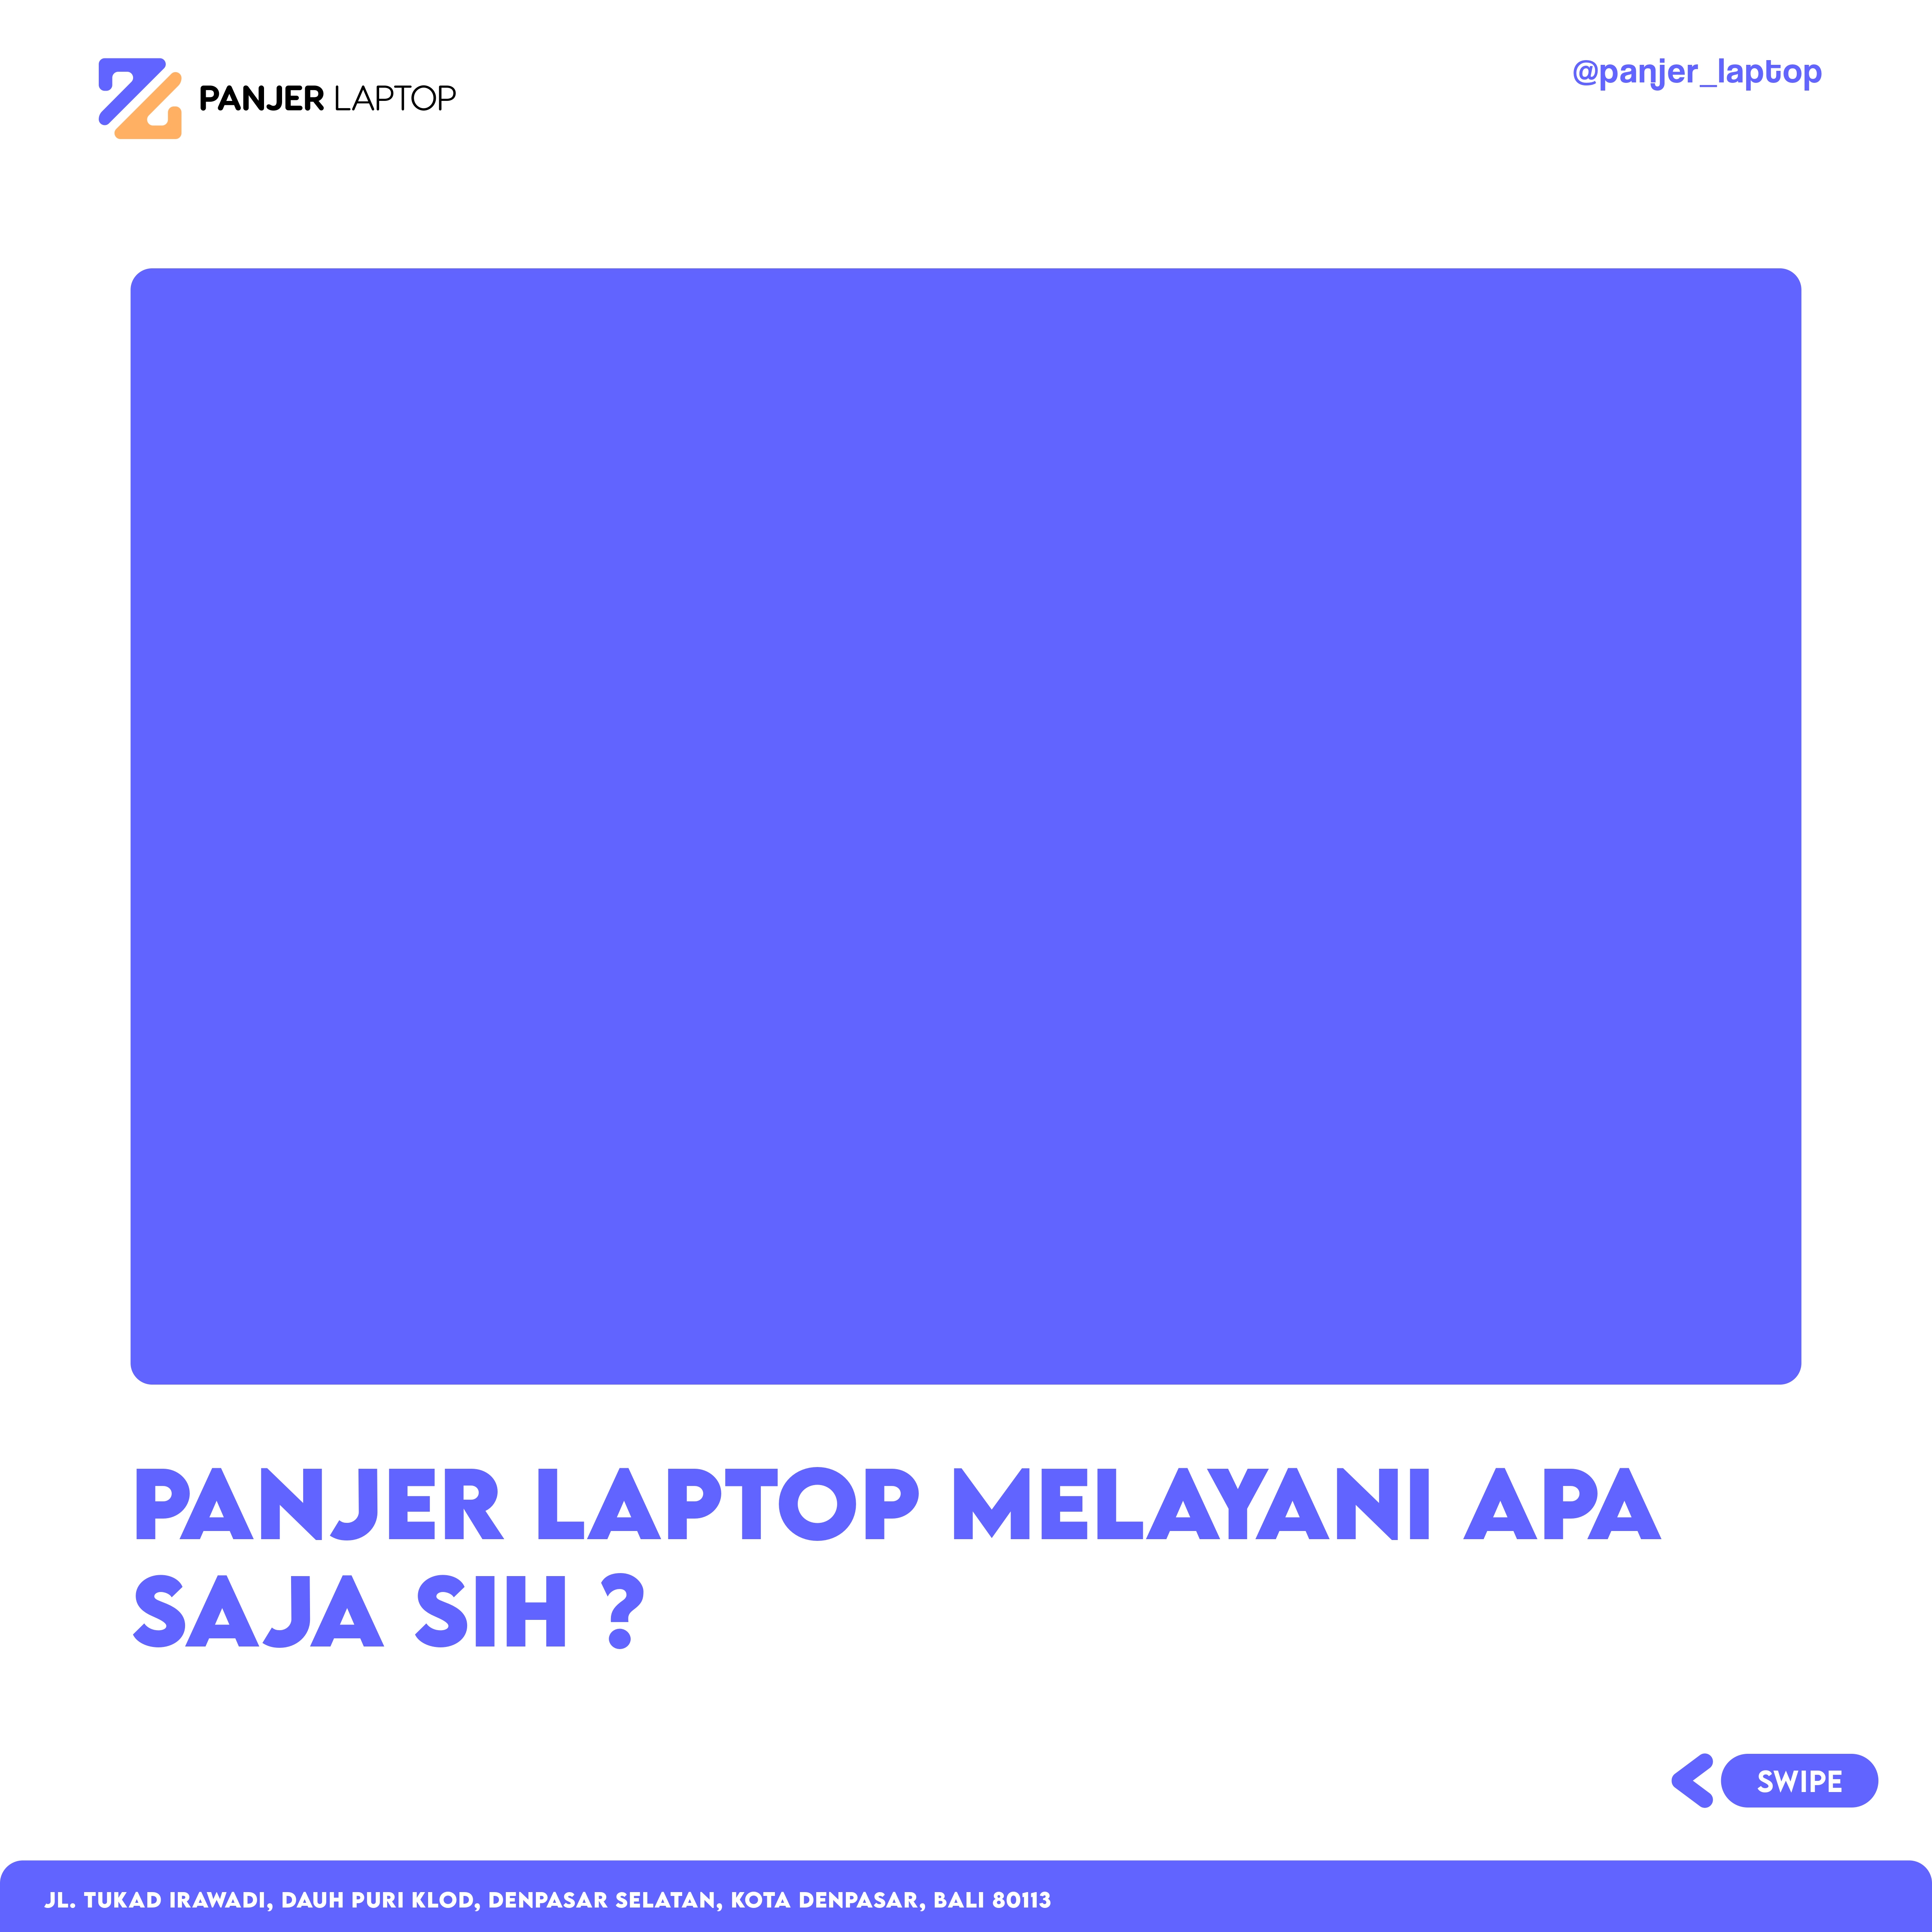 PANJER LAPTOP
@panjer_laptop
PANJER LAPTOP MELAYANI APA
SAJA SIH ?
SWIPE
JL. TUKAD IRAWADI, DAUH PURI KLOD, DENPASAR SELATAN, KOTA DENPASAR, BALI 80113